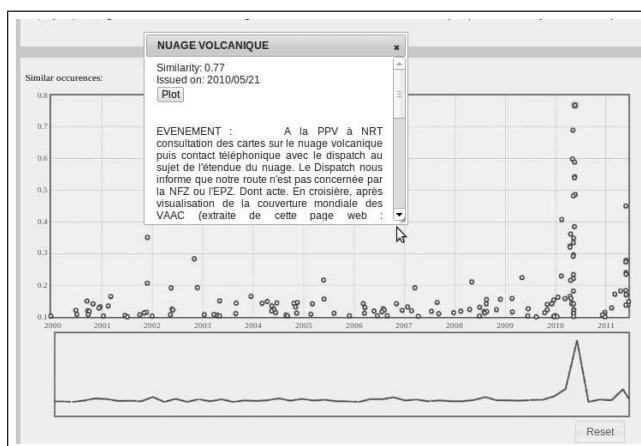 NUAGE VOLCANIQUE
Similarity: 0.77
Issued on: 2010/05/21
Plot
EVENEMENT : A la PPV à NRT
consultation des cartes sur le nuage volcanique
puis contact téléphonique avec le dispatch au
sujet de l'étendue du nuage. Le Dispatch nous
informe que notre route n'est pas concernée par
la NFZ ou l'EPZ. Dont acte. En croisière, après
visualisation de la couverture mondiale des
VAAC (extraite de cette page web :
Similar occurences:
0.8
0.7
0.6
0.5
0.4
0.3
0.2
0.1
2000 2001 2002 2003 2004 2005 2006 2007 2008 2009 2010 2011
Reset